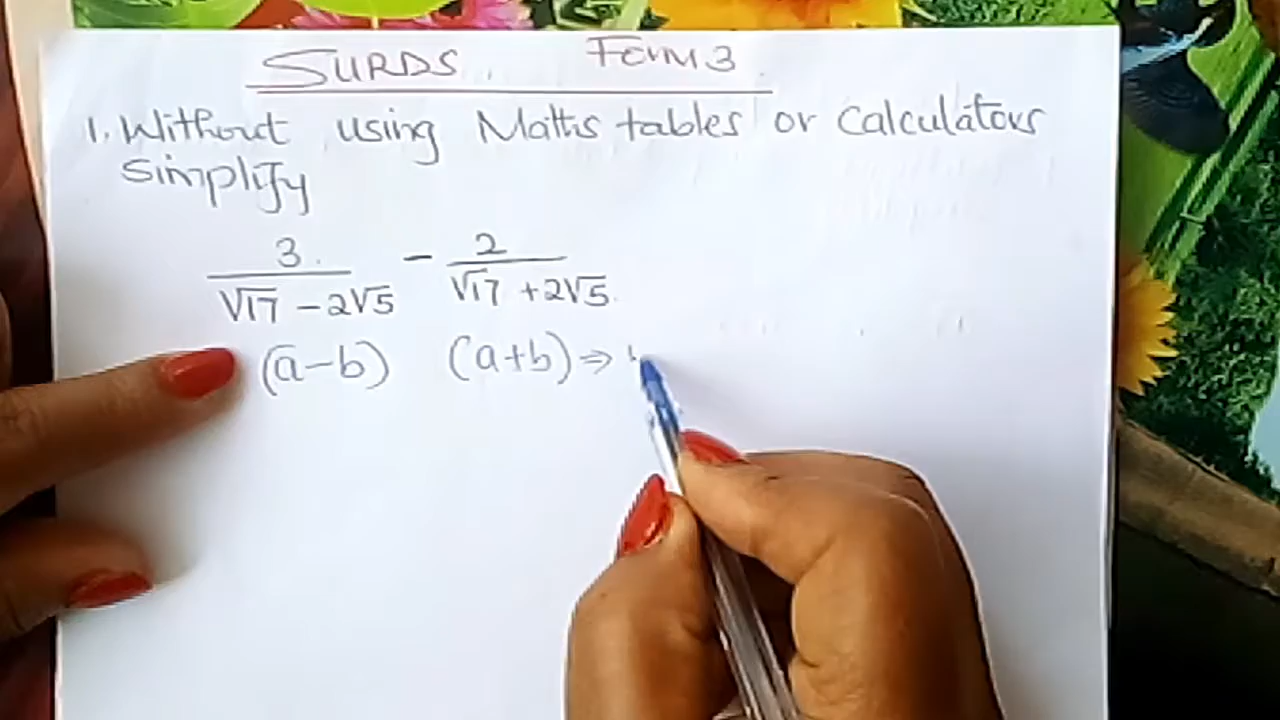 SURDS. Form 3
1. Without using Maths tables or Calculators
simplify
3 / (√17 - 2√5) - 2 / (√17 + 2√5)
(a-b) (a+b) ⇒